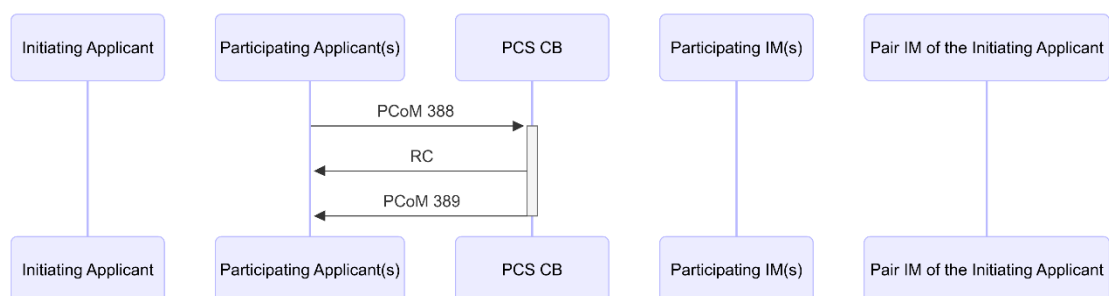 Initiating Applicant
Participating Applicant(s)
PCS CB
Participating IM(s)
Pair IM of the Initiating Applicant
PCoM 388
RC
PCoM 389
Initiating Applicant
Participating Applicant(s)
PCS CB
Participating IM(s)
Pair IM of the Initiating Applicant